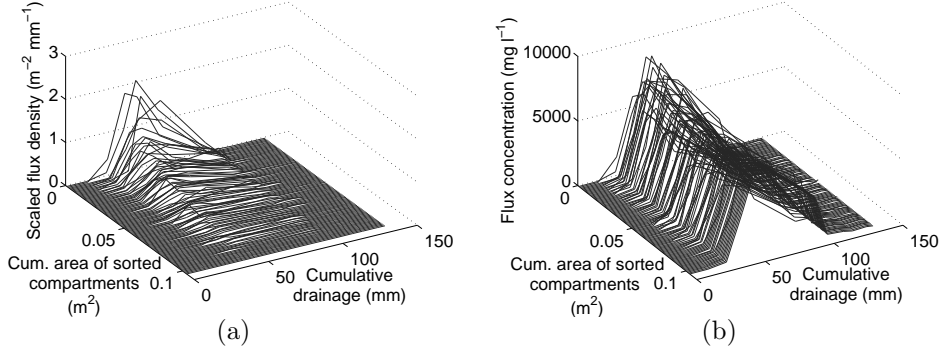 3
2
1
0
Scaled flux density (m⁻² mm⁻¹)
0
0.05
0.1
Cum. area of sorted
compartments
(m²)
0
50
100
150
Cumulative
drainage (mm)
(a)
10000
5000
0
Flux concentration (mg l⁻¹)
0
0.05
0.1
Cum. area of sorted
compartments
(m²)
0
50
100
150
Cumulative
drainage (mm)
(b)